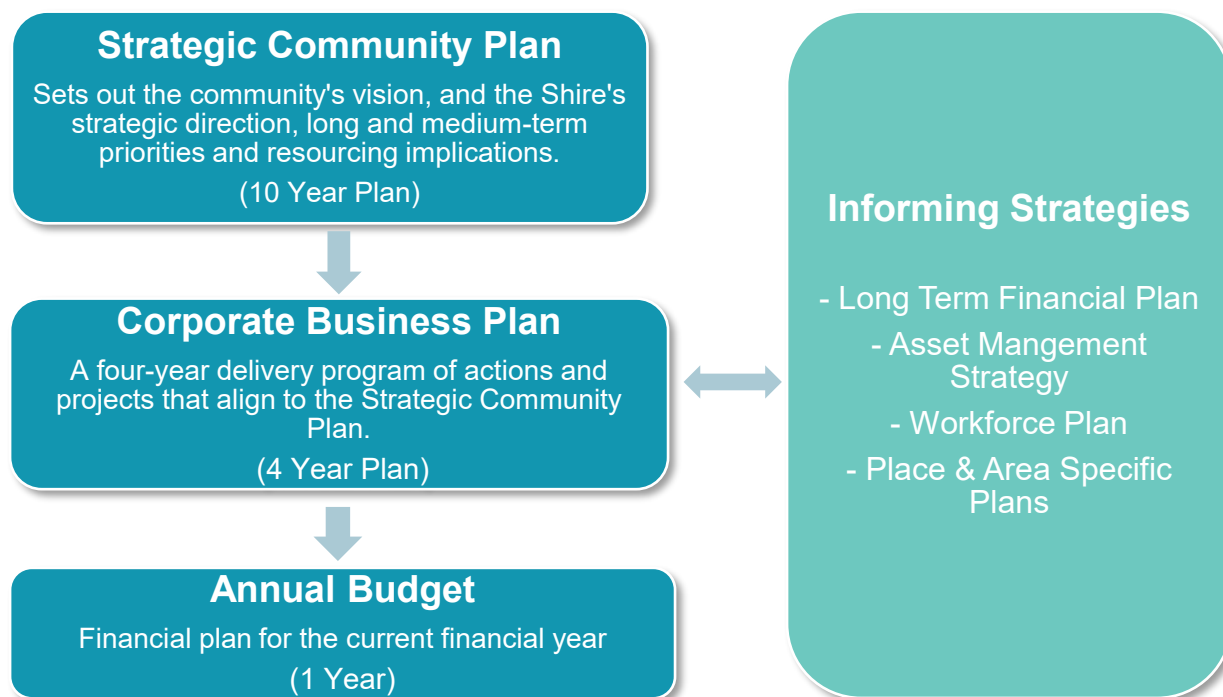 Strategic Community Plan
Sets out the community's vision, and the Shire's
strategic direction, long and medium-term
priorities and resourcing implications.
(10 Year Plan)
Corporate Business Plan
A four-year delivery program of actions and
projects that align to the Strategic Community
Plan.
(4 Year Plan)
Annual Budget
Financial plan for the current financial year
(1 Year)
Informing Strategies
- Long Term Financial Plan
- Asset Mangement
Strategy
- Workforce Plan
- Place & Area Specific
Plans